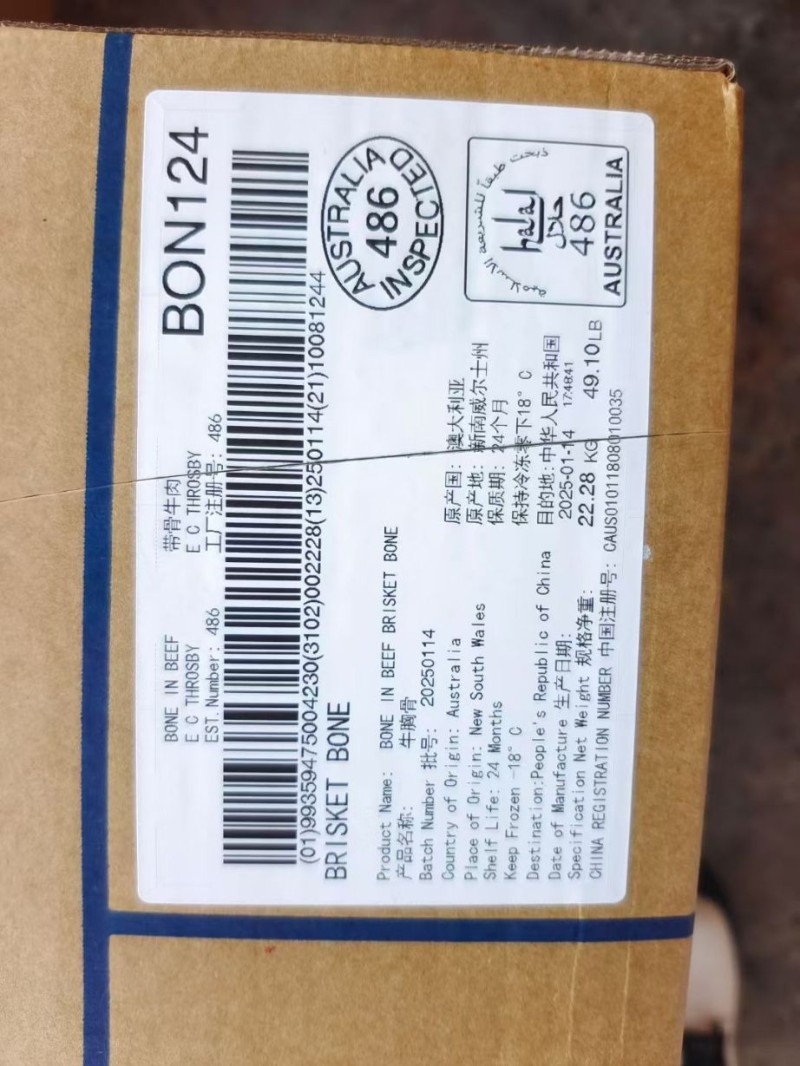 BONE IN BEEF 带骨牛肉
E C THROSBY E C THROSBY
EST. Number: 486 工厂注册号: 486
BON124
(01)99359475004230(3102)002228(13)250114(21)10081244
BRISKET BONE
AUSTRALIA
486
INSPECTED
Product Name: BONE IN BEEF BRISKET BONE
产品名称: 牛胸骨
Batch Number 批号: 20250114
Country of Origin: Australia 原产国: 澳大利亚
Place of Origin: New South Wales 原产地: 新南威尔士州
Shelf Life: 24 Months 保质期: 24个月
Keep Frozen -18° C 保持冷冻零下18° C
Destination:People's Republic of China 目的地:中华人民共和国
Date of Manufacture 生产日期: 2025-01-14 17:48:41
Specification Net Weight 规格净重: 22.28 KG 49.10LB
CHINA REGISTRATION NUMBER 中国注册号: CAUS01011808010035
halal
حلال
486
AUSTRALIA